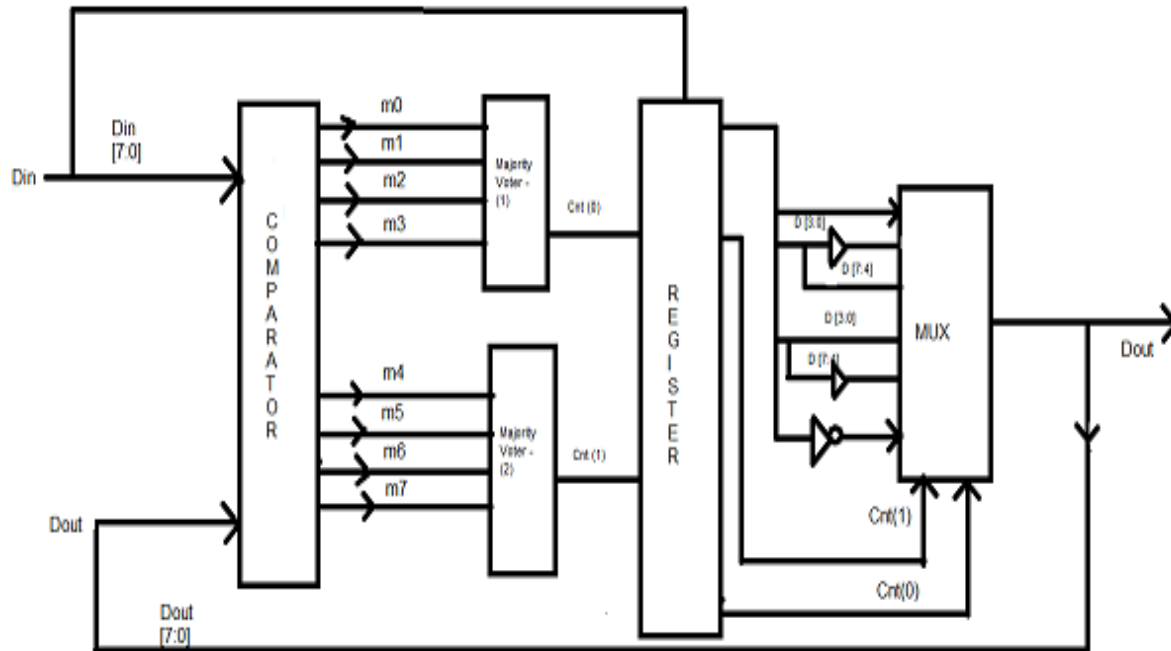 m0
Din
[7:0]
m1
Din
m2
m3
Majority
Voter -
(1)
Cnt (0)
COMPARATOR
REGISTER
D [3:0]
D [7:4]
D [3:0]
MUX
Dout
m4
m5
m6
m7
Majority
Voter -
(2)
Cnt (1)
Dout
Cnt(1)
Cnt(0)
Dout
[7:0]